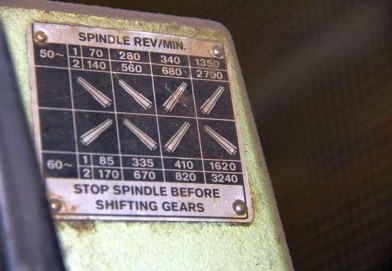 SPINDLE REV/MIN.
50~ 1 70 280 340 1350
2 140 560 680 2700
60~ 1 85 335 410 1620
2 170 670 820 3240
STOP SPINDLE BEFORE
SHIFTING GEARS